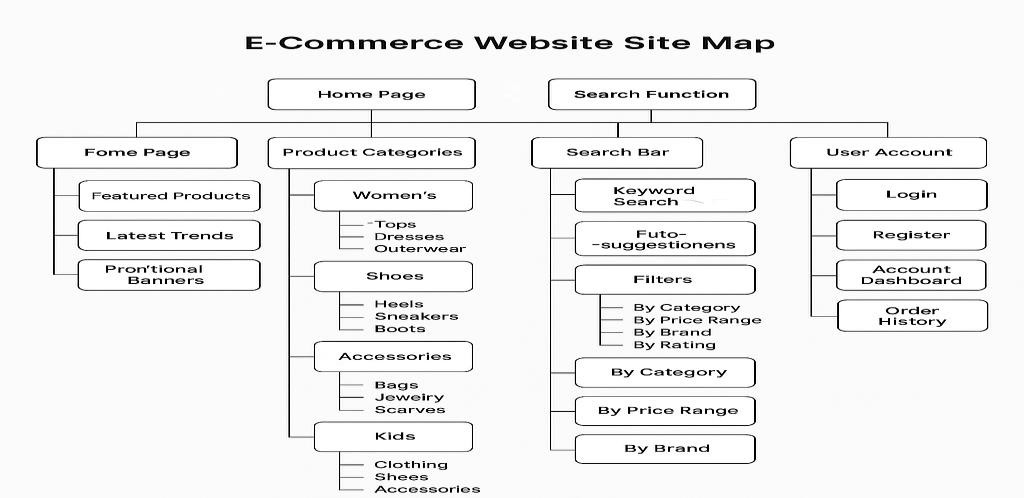 E-Commerce Website Site Map
Home Page
Search Function
Fome Page
Featured Products
Latest Trends
Pron'tional
Banners
Product Categories
Women's
Tops
Dresses
Outerwear
Shoes
Heels
Sneakers
Boots
Accessories
Bags
Jeweiry
Scarves
Kids
Clothing
Shees
Accessories
Search Bar
Keyword
Search
Futo-
-suggestionens
Filters
By Category
By Price Range
By Brand
By Rating
By Category
By Price Range
By Brand
User Account
Login
Register
Account
Dashboard
Order
History